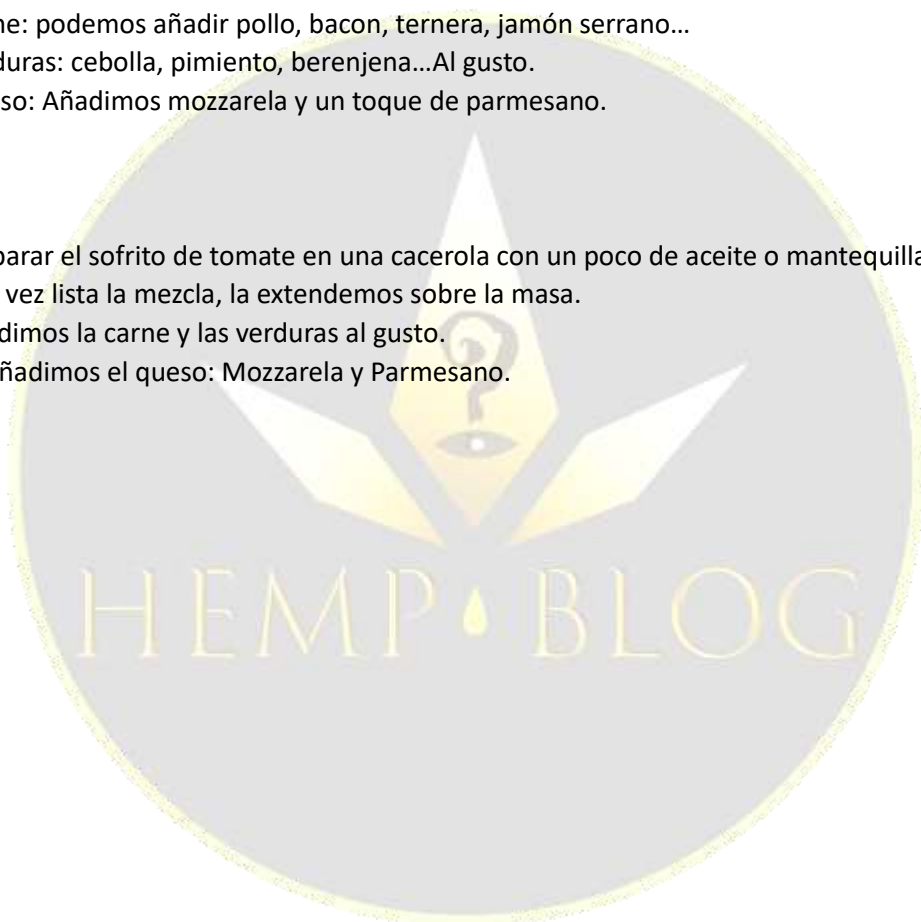 ne: podemos añadir pollo, bacon, ternera, jamón serrano…
duras: cebolla, pimiento, berenjena…Al gusto.
so: Añadimos mozzarela y un toque de parmesano.
parar el sofrito de tomate en una cacerola con un poco de aceite o mantequilla
vez lista la mezcla, la extendemos sobre la masa.
dimos la carne y las verduras al gusto.
ñadimos el queso: Mozzarela y Parmesano.
?
HEMP BLOG